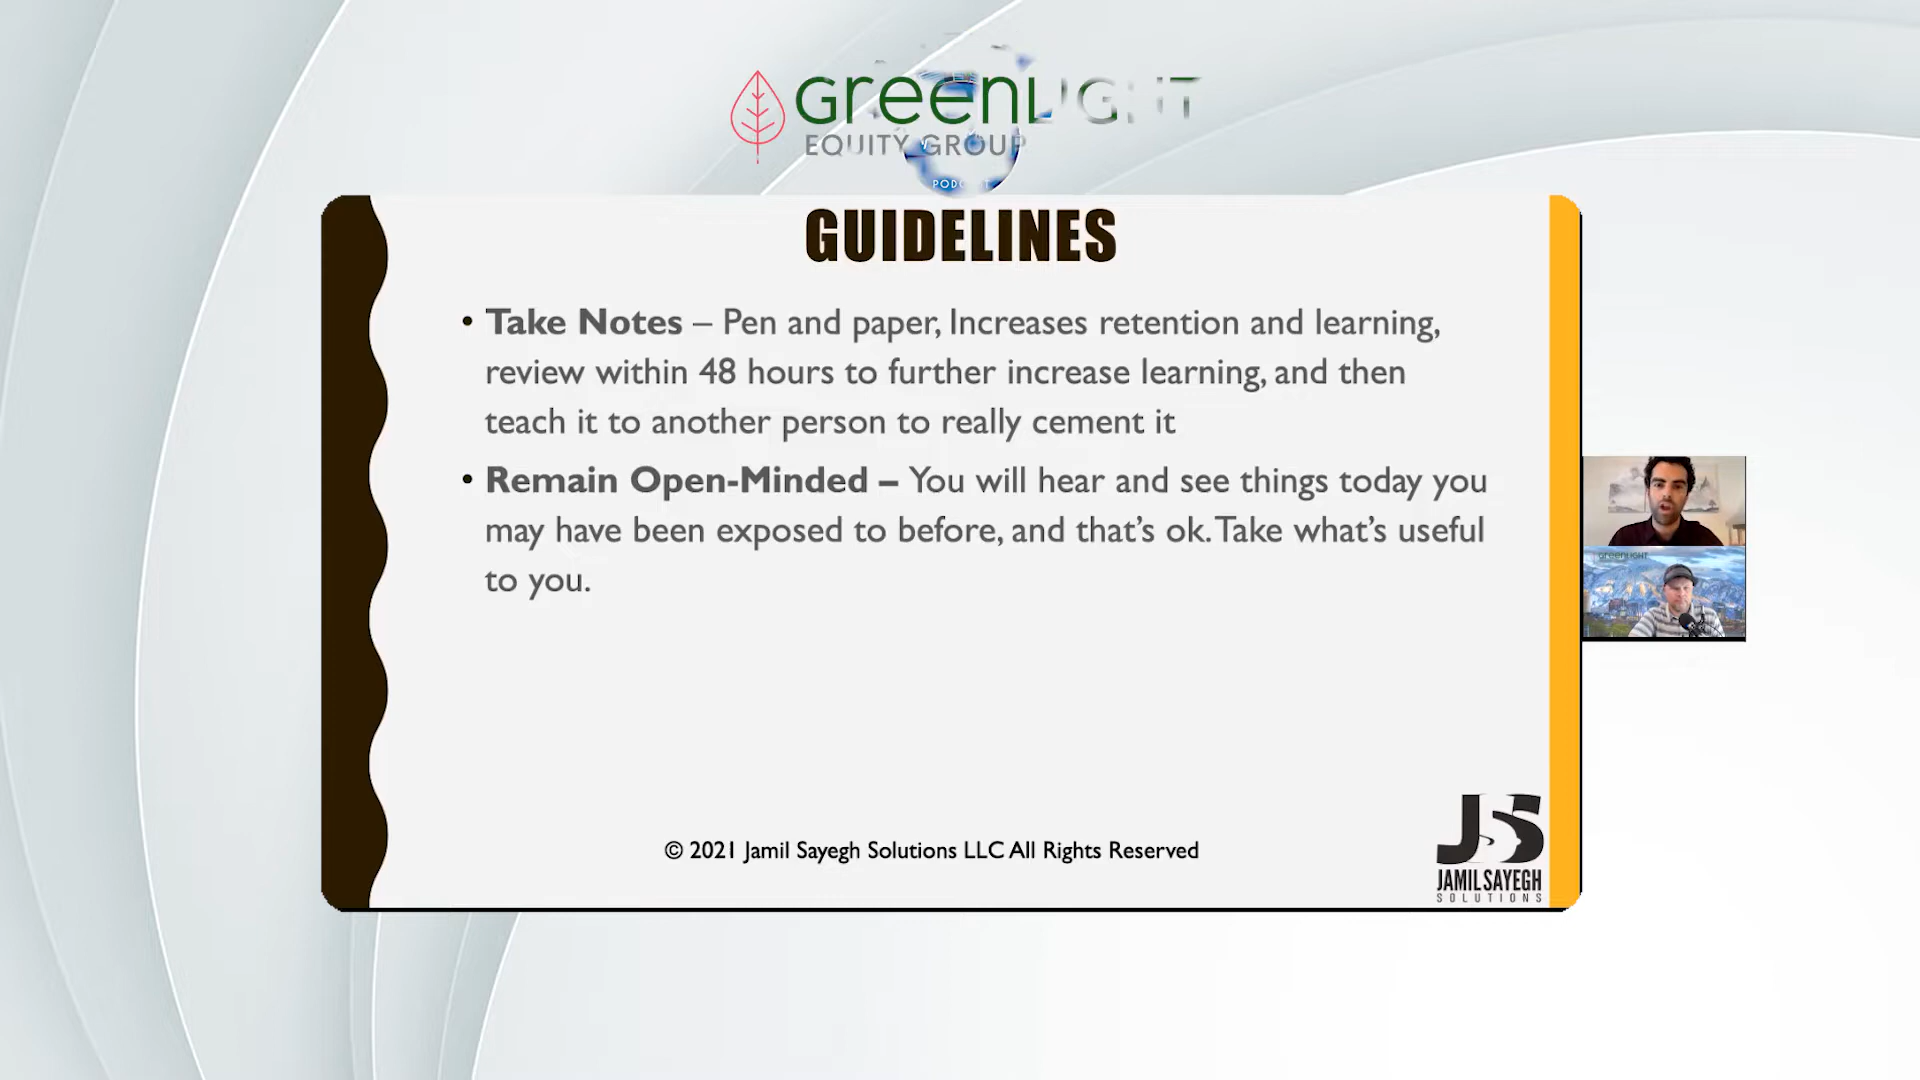 GreenLIGHT
EQUITY GROUP
GUIDELINES
• Take Notes – Pen and paper, Increases retention and learning,
review within 48 hours to further increase learning, and then
teach it to another person to really cement it
• Remain Open-Minded – You will hear and see things today you
may have been exposed to before, and that's ok. Take what's useful
to you.
GreenLIGHT
© 2021 Jamil Sayegh Solutions LLC All Rights Reserved
JS
JAMIL SAYEGH
SOLUTIONS